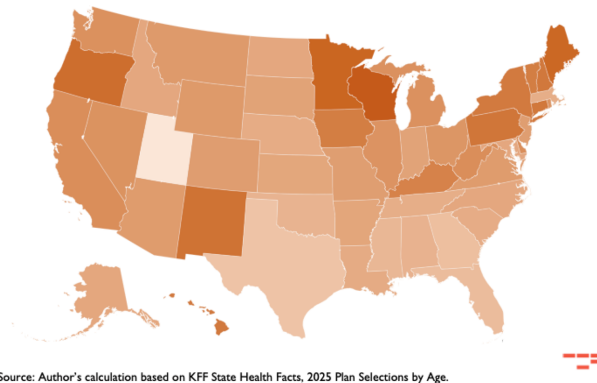 Source: Author's calculation based on KFF State Health Facts, 2025 Plan Selections by Age.